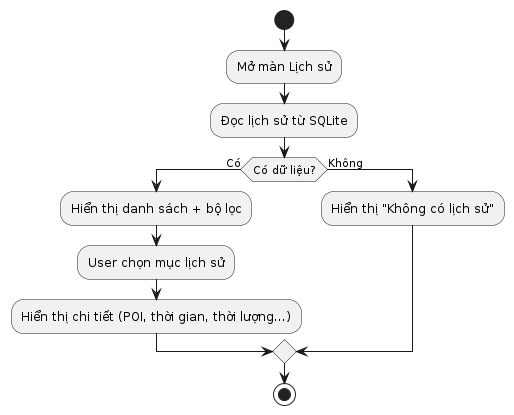 Mở màn Lịch sử
Đọc lịch sử từ SQLite
Có dữ liệu?
Có
Không
Hiển thị danh sách + bộ lọc
Hiển thị "Không có lịch sử"
User chọn mục lịch sử
Hiển thị chi tiết (POI, thời gian, thời lượng...)